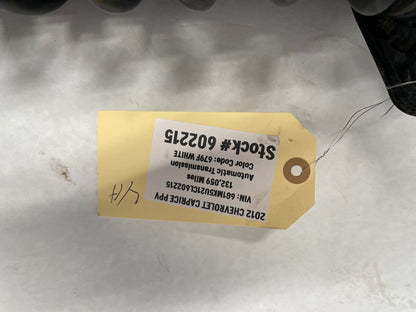 2012 CHEVROLET CAPRICE PPV
VIN: 6G1MK5U21CL602215
132,059 Miles
Automatic Transmission
Color Code: 679F WHITE
Stock# 602215